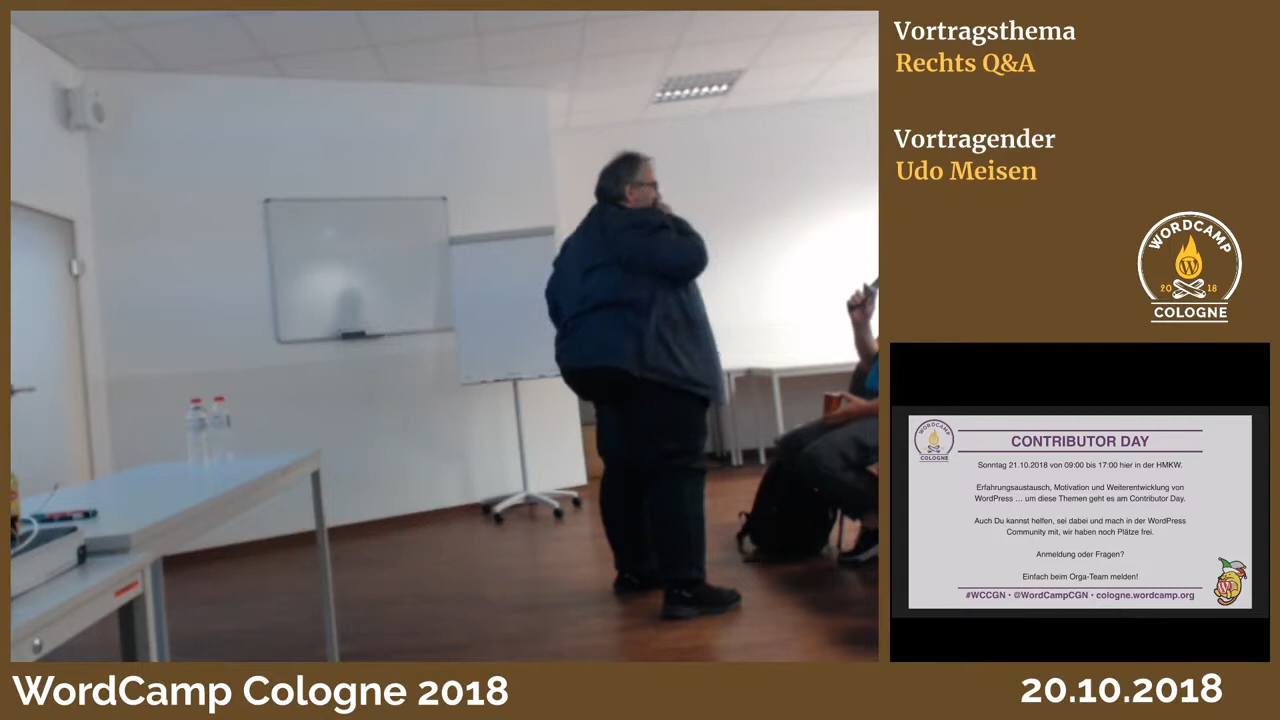 Vortragsthema
Rechts Q&A
Vortragender
Udo Meisen
WORDCAMP
2018
COLOGNE
WORDCAMP
COLOGNE
CONTRIBUTOR DAY
Sonntag 21.10.2018 von 09:00 bis 17:00 hier in der HMKW.
Erfahrungsaustausch, Motivation und Weiterentwicklung von
WordPress ... um diese Themen geht es am Contributor Day.
Auch Du kannst helfen, sei dabei und mach in der WordPress
Community mit, wir haben noch Plätze frei.
Anmeldung oder Fragen?
Einfach beim Orga-Team melden!
#WCCGN • @WordCampCGN • cologne.wordcamp.org
WordCamp Cologne 2018
20.10.2018